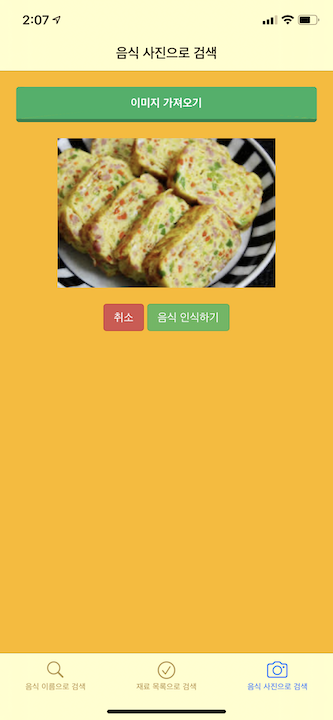 2:07
음식 사진으로 검색
이미지 가져오기
취소 음식 인식하기
음식 이름으로 검색 재료 목록으로 검색 음식 사진으로 검색